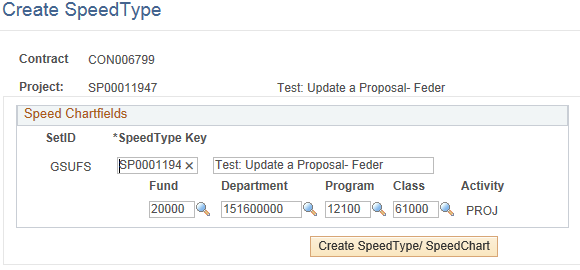 Create SpeedType
Contract CON006799
Project: SP00011947 Test: Update a Proposal- Feder
Speed Chartfields
SetID *SpeedType Key
GSUFS SP0001194 Test: Update a Proposal- Feder
Fund Department Program Class Activity
20000 151600000 12100 61000 PROJ
Create SpeedType/ SpeedChart